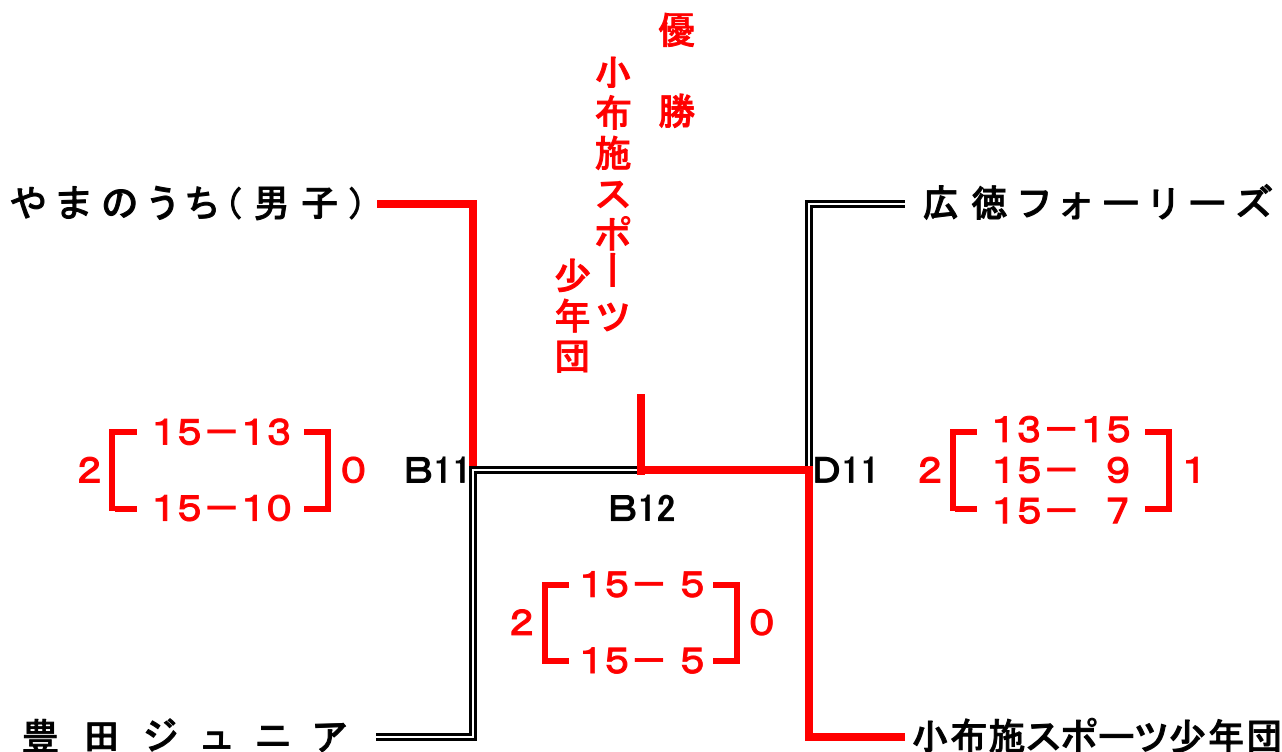 優勝
小布施スポーツ
少年団
やまのうち(男子)
広徳フォーリーズ
2 15－13 0
15－10
B11
B12
D11
2 13－15 1
15－ 9
15－ 7
2 15－ 5 0
15－ 5
豊田ジュニア
小布施スポーツ少年団